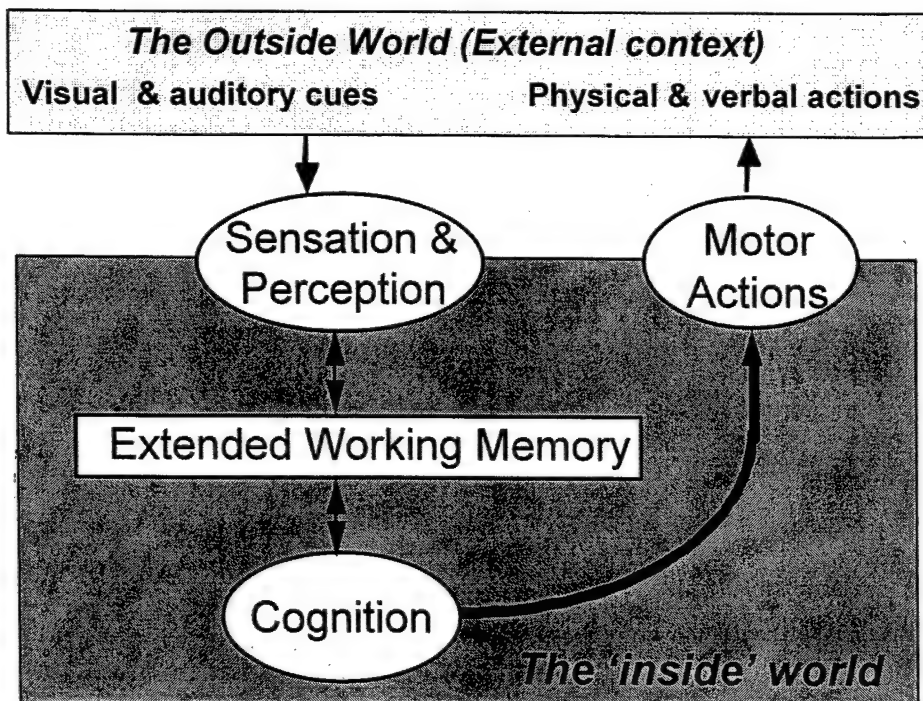 The Outside World (External context)
Visual & auditory cues Physical & verbal actions
Sensation &
Perception
Motor
Actions
Extended Working Memory
Cognition
The 'inside' world